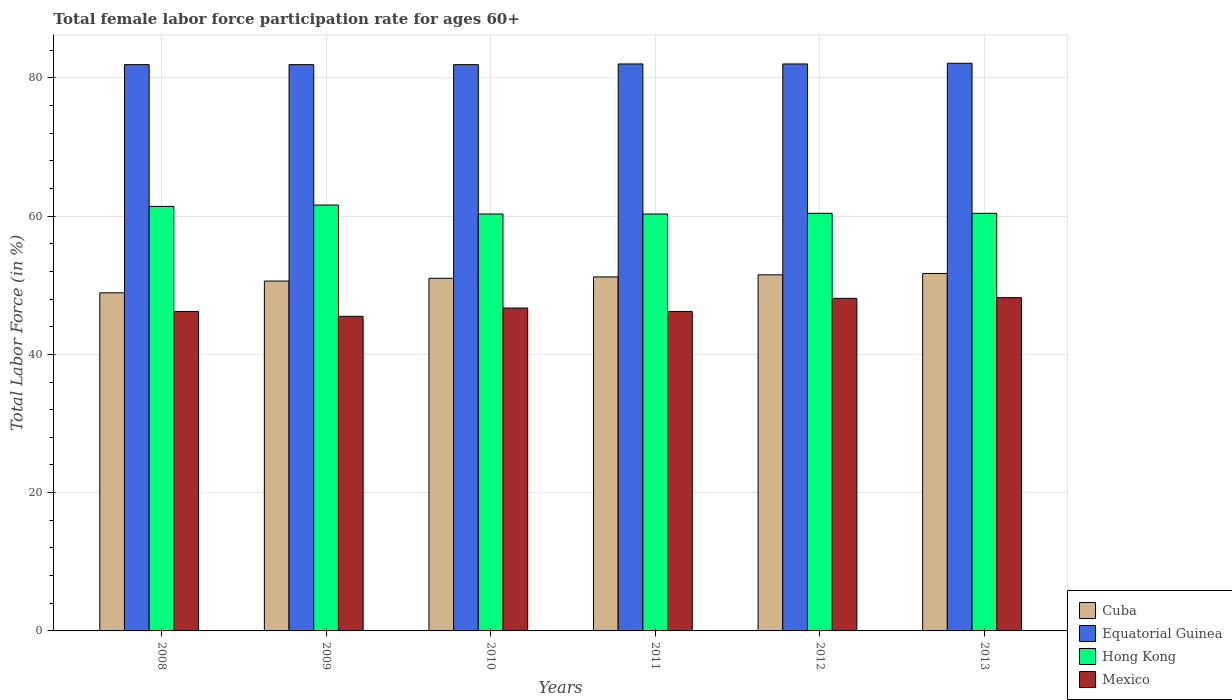 Total female labor force participation rate for ages 60+
Total Labor Force (in %)
80
60
40
20
0
2008
2009
2010
2011
2012
2013
Years
Cuba
Equatorial Guinea
Hong Kong
Mexico